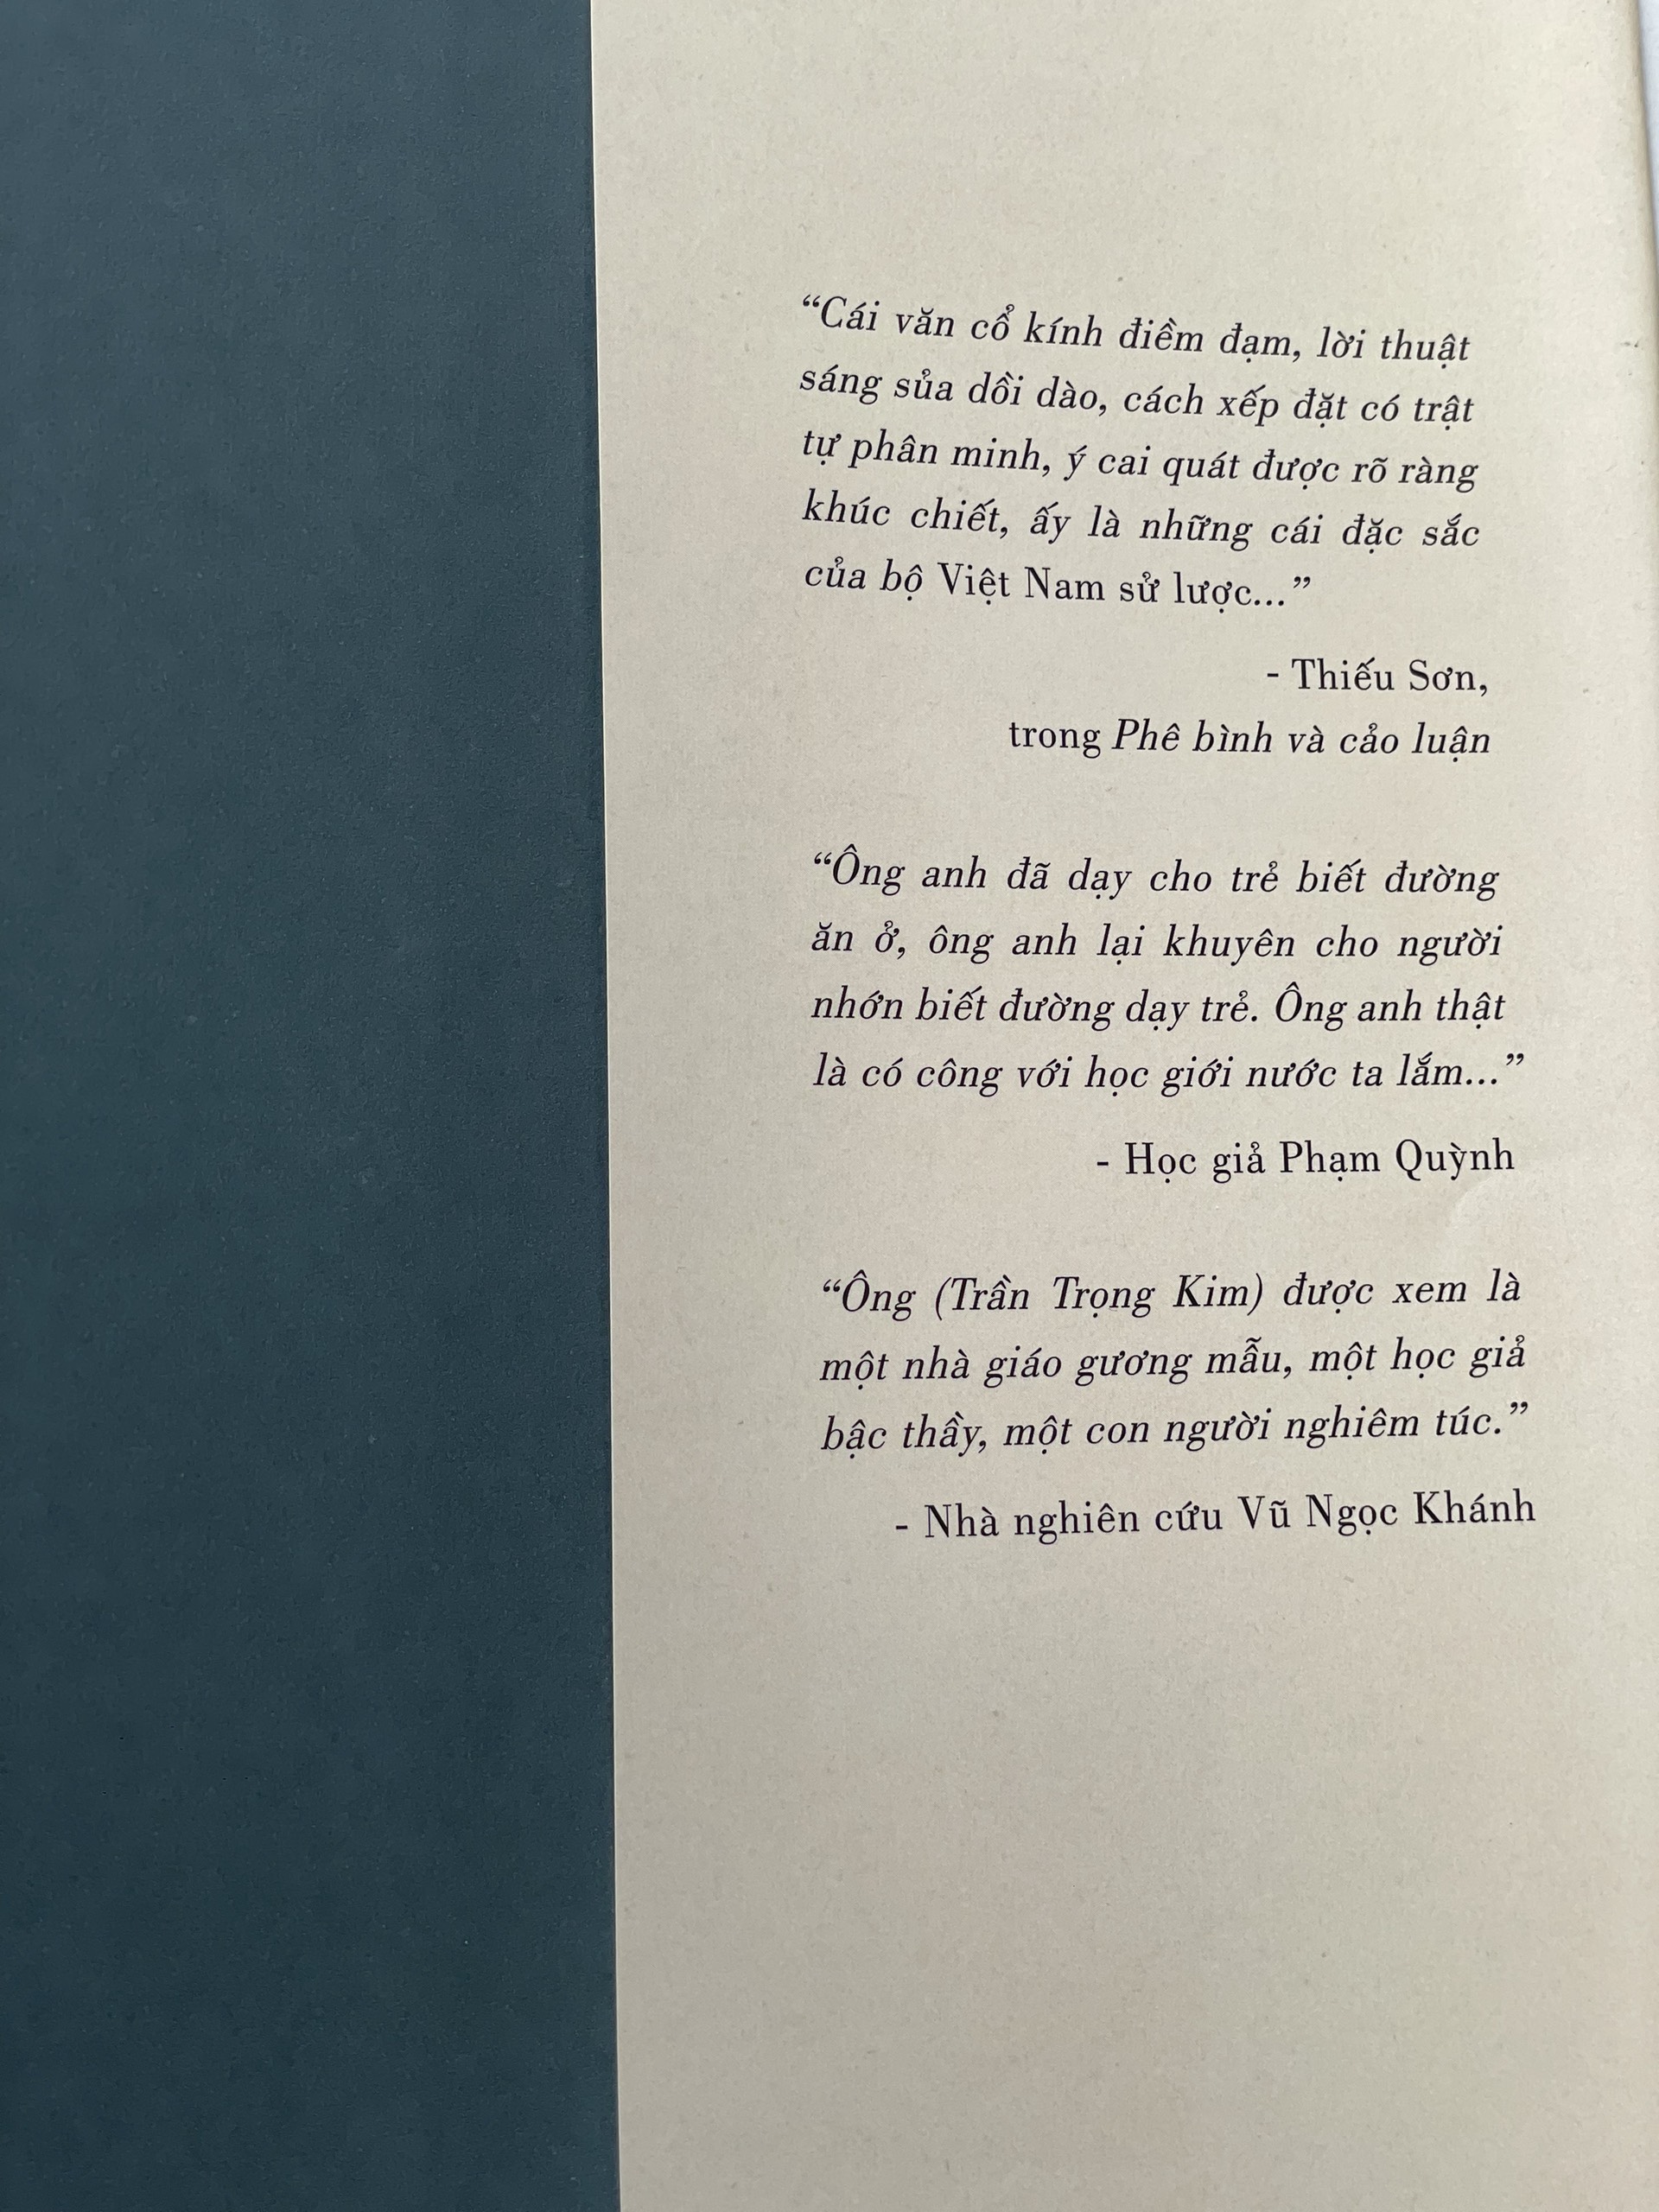 “Cái văn cổ kính điềm đạm, lời thuật
sáng sủa dồi dào, cách xếp đặt có trật
tự phân minh, ý cai quát được rõ ràng
khúc chiết, ấy là những cái đặc sắc
của bộ Việt Nam sử lược...”
- Thiếu Sơn,
trong Phê bình và cảo luận
“Ông anh đã dạy cho trẻ biết đường
ăn ở, ông anh lại khuyên cho người
nhớn biết đường dạy trẻ. Ông anh thật
là có công với học giới nước ta lắm...”
- Học giả Phạm Quỳnh
“Ông (Trần Trọng Kim) được xem là
một nhà giáo gương mẫu, một học giả
bậc thầy, một con người nghiêm túc.”
- Nhà nghiên cứu Vũ Ngọc Khánh